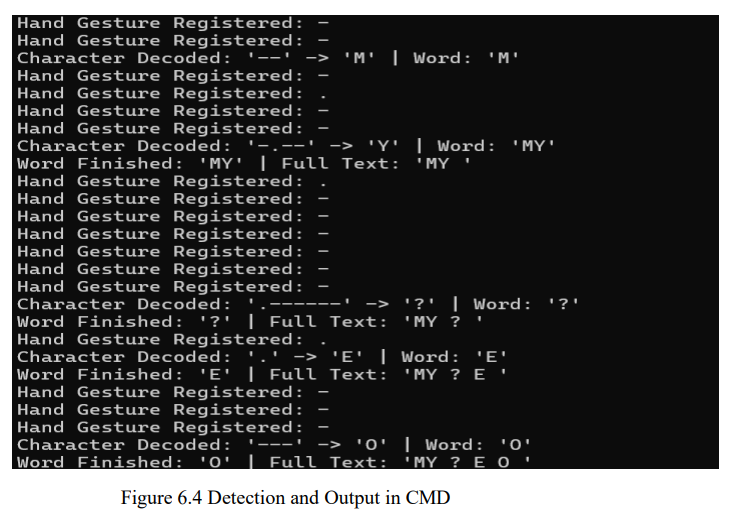 Hand Gesture Registered: -
Hand Gesture Registered: -
Character Decoded: '--' -> 'M' | Word: 'M'
Hand Gesture Registered: -
Hand Gesture Registered: .
Hand Gesture Registered: -
Hand Gesture Registered: -
Character Decoded: '-.--' -> 'Y' | Word: 'MY'
Word Finished: 'MY' | Full Text: 'MY '
Hand Gesture Registered: .
Hand Gesture Registered: -
Hand Gesture Registered: -
Hand Gesture Registered: -
Hand Gesture Registered: -
Hand Gesture Registered: -
Hand Gesture Registered: -
Character Decoded: '.------' -> '?' | Word: '?'
Word Finished: '?' | Full Text: 'MY ? '
Hand Gesture Registered: .
Character Decoded: '.' -> 'E' | Word: 'E'
Word Finished: 'E' | Full Text: 'MY ? E '
Hand Gesture Registered: -
Hand Gesture Registered: -
Hand Gesture Registered: -
Character Decoded: '---' -> 'O' | Word: 'O'
Word Finished: 'O' | Full Text: 'MY ? E O '
Figure 6.4 Detection and Output in CMD